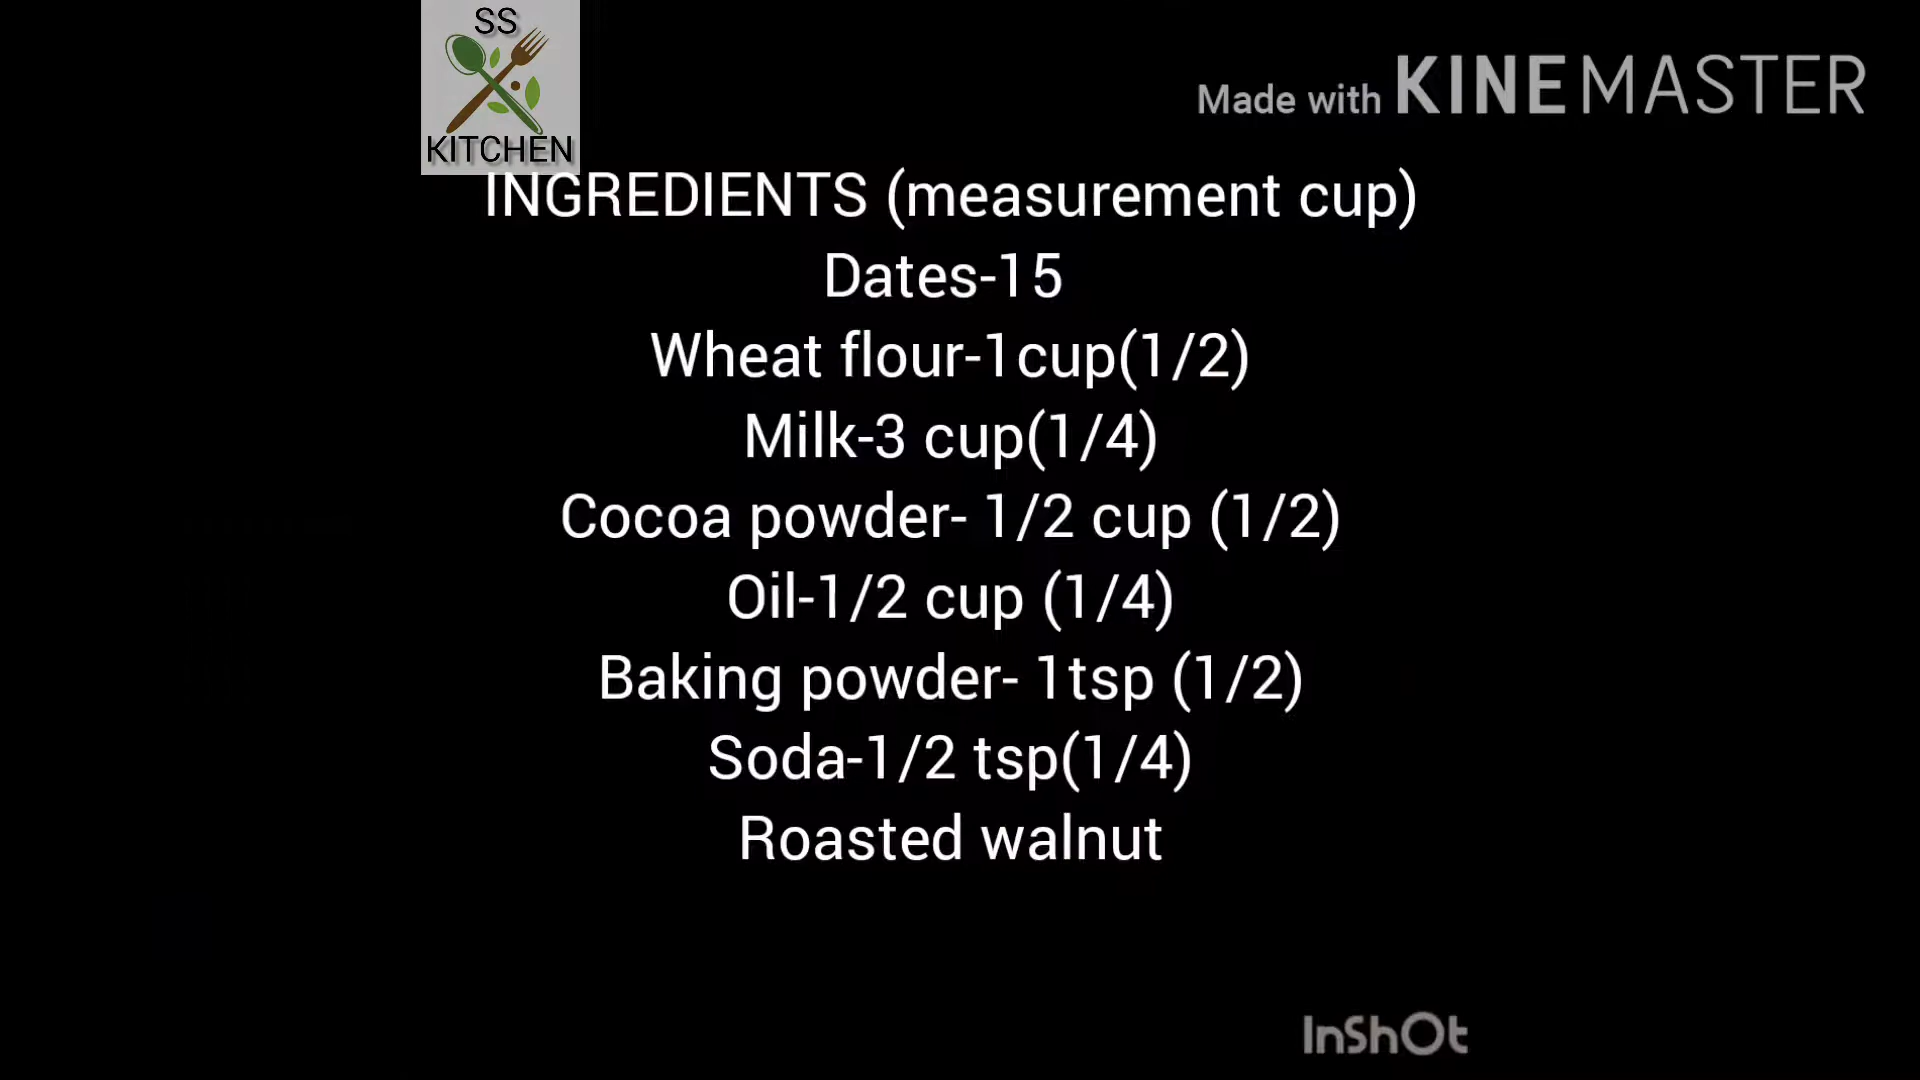 SS
KITCHEN
Made with KINEMASTER
INGREDIENTS (measurement cup)
Dates-15
Wheat flour-1cup(1/2)
Milk-3 cup(1/4)
Cocoa powder- 1/2 cup (1/2)
Oil-1/2 cup (1/4)
Baking powder- 1tsp (1/2)
Soda-1/2 tsp(1/4)
Roasted walnut
InShOt